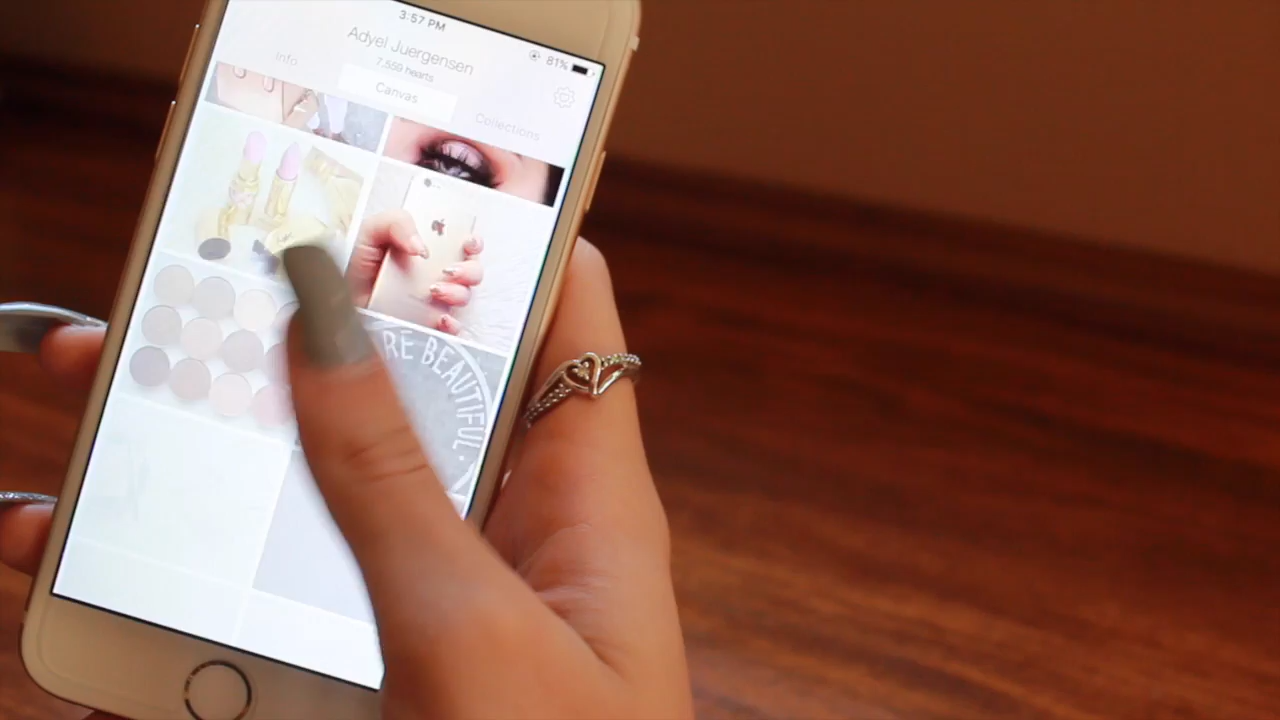 3:57 PM
81%
Adyel Juergensen
7,559 hearts
Info
Canvas
Collections
RE BEAUTIFUL.